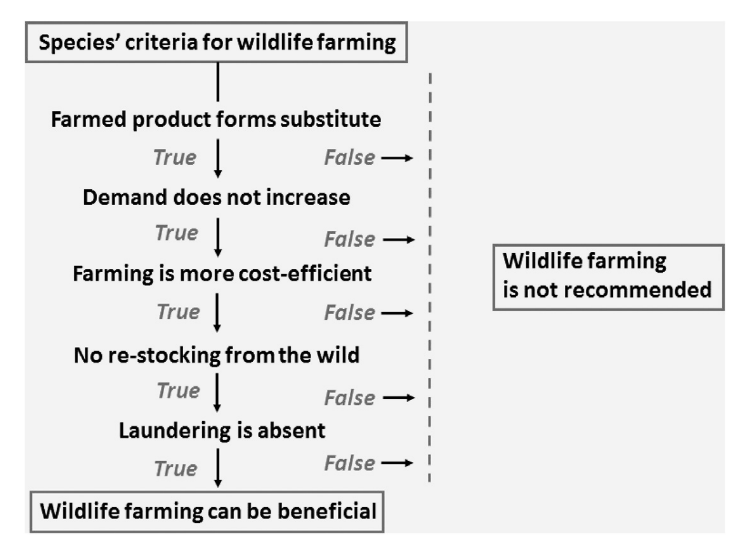 Species' criteria for wildlife farming
Farmed product forms substitute
True
False
Demand does not increase
True
False
Farming is more cost-efficient
True
False
No re-stocking from the wild
True
False
Laundering is absent
True
False
Wildlife farming can be beneficial
Wildlife farming
is not recommended